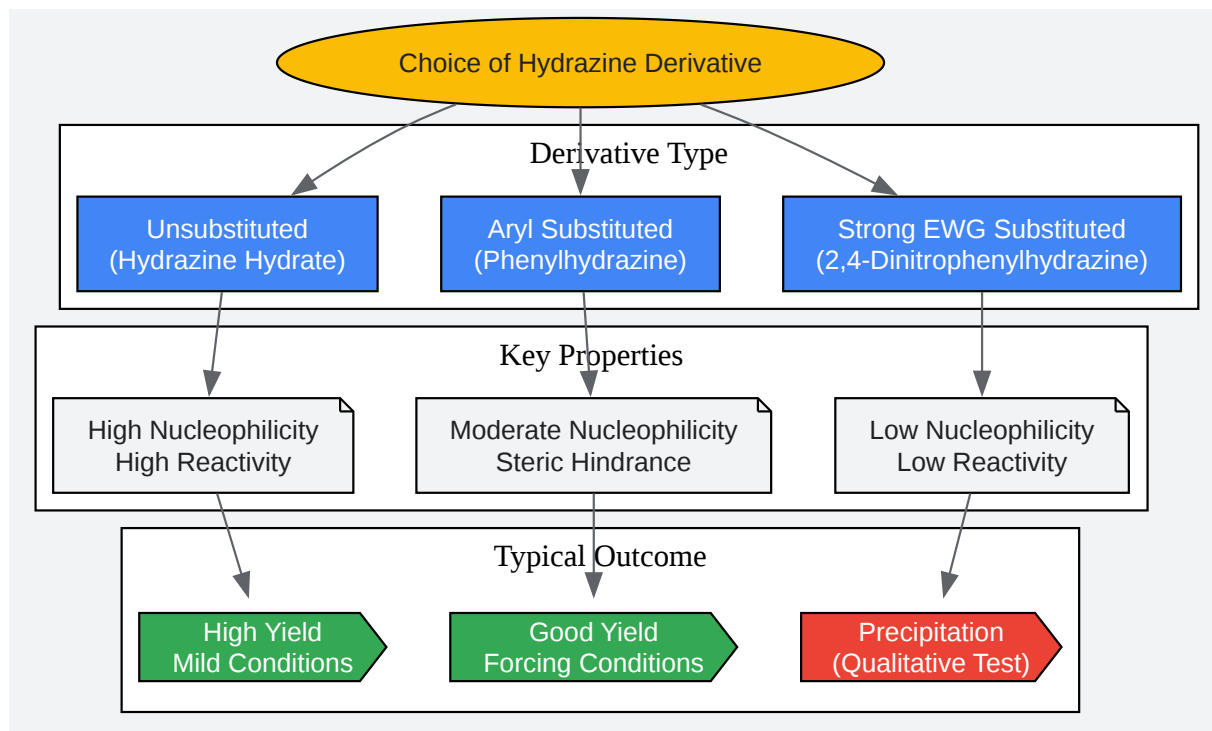 Choice of Hydrazine Derivative
Derivative Type
Unsubstituted
(Hydrazine Hydrate)
Aryl Substituted
(Phenylhydrazine)
Strong EWG Substituted
(2,4-Dinitrophenylhydrazine)
Key Properties
High Nucleophilicity
High Reactivity
Moderate Nucleophilicity
Steric Hindrance
Low Nucleophilicity
Low Reactivity
Typical Outcome
High Yield
Mild Conditions
Good Yield
Forcing Conditions
Precipitation
(Qualitative Test)